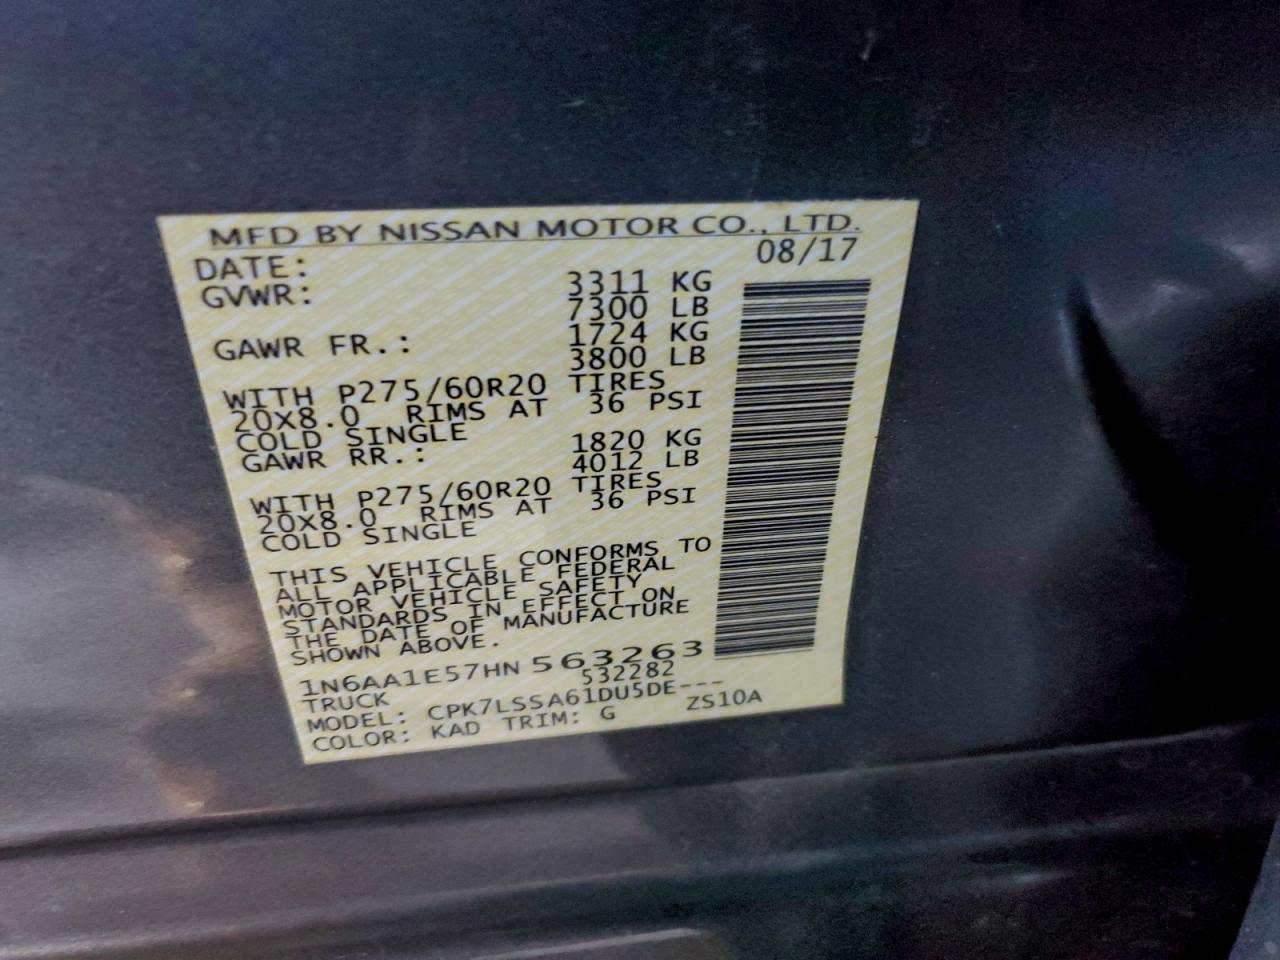 MFD BY NISSAN MOTOR CO., LTD.
DATE: 08/17
GVWR: 3311 KG
7300 LB
GAWR FR.: 1724 KG
3800 LB
WITH P275/60R20 TIRES
20X8.0 RIMS AT 36 PSI
COLD SINGLE
GAWR RR.: 1820 KG
4012 LB
WITH P275/60R20 TIRES
20X8.0 RIMS AT 36 PSI
COLD SINGLE
THIS VEHICLE CONFORMS TO
ALL APPLICABLE FEDERAL
MOTOR VEHICLE SAFETY
STANDARDS IN EFFECT ON
THE DATE OF MANUFACTURE
SHOWN ABOVE.
1N6AA1E57HN 563263
TRUCK 532282
MODEL: CPK7LSSA61DU5DE---
COLOR: KAD TRIM: G ZS10A